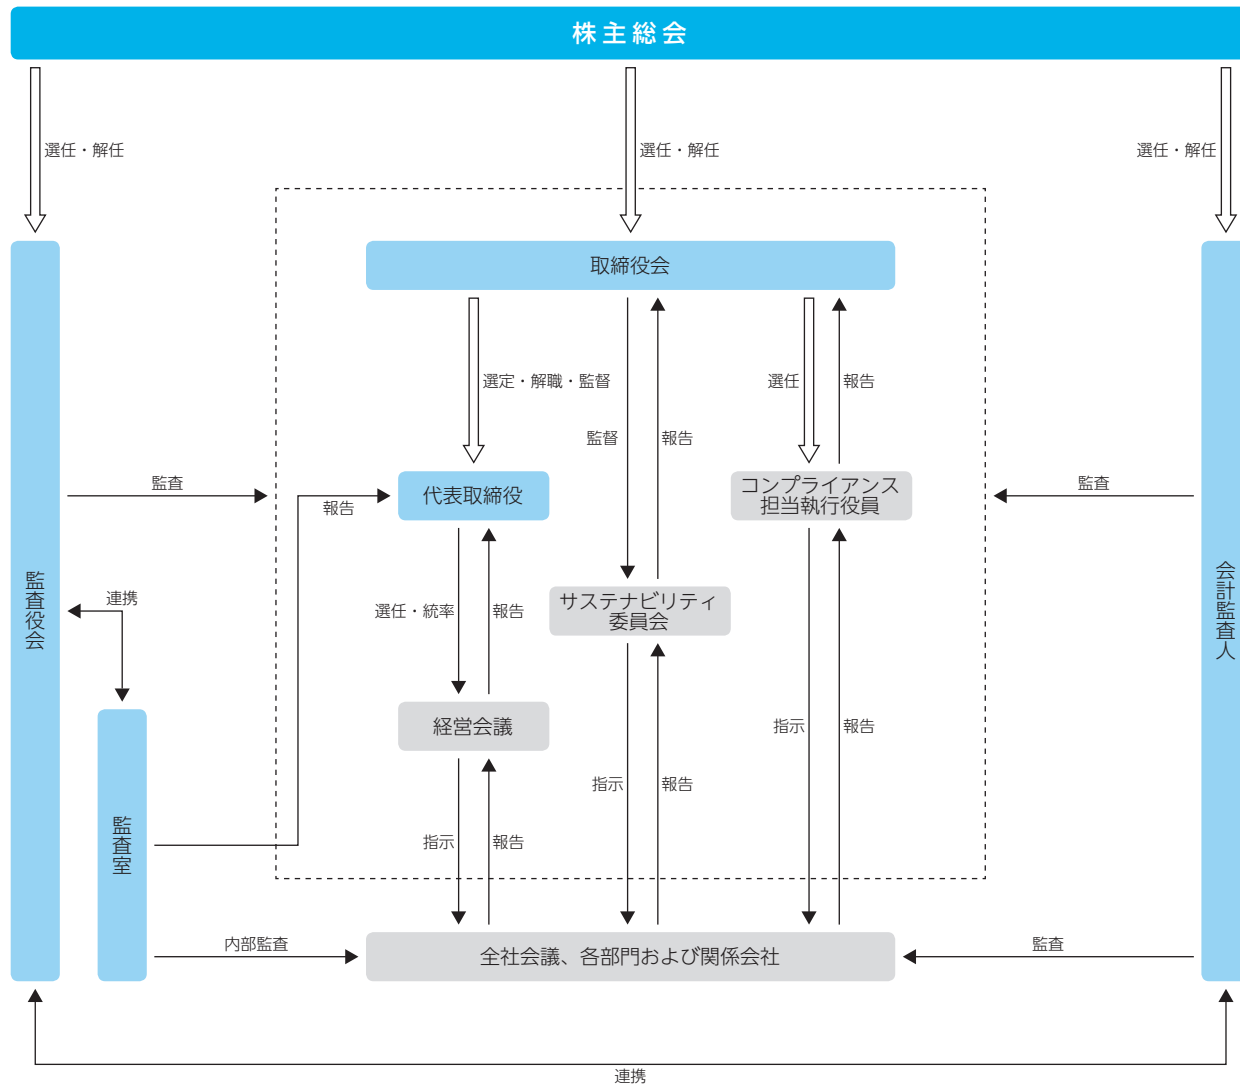 株主総会
選任・解任
選任・解任
選任・解任
取締役会
選定・解職・監督
監督
報告
選任
報告
監査
報告
代表取締役
コンプライアンス
担当執行役員
監査
監査役会
連携
選任・統率
報告
サステナビリティ
委員会
会計監査人
経営会議
指示
報告
指示
報告
監査室
指示
報告
内部監査
全社会議、各部門および関係会社
監査
連携